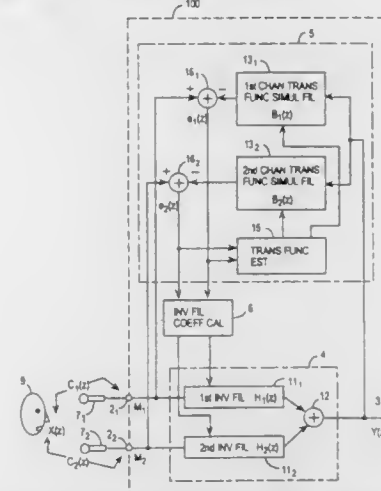 100
5
13₁
16₁
+
−
1st CHAN TRANS
FUNC SIMUL FIL
B₁(z)
e₁(z)
13₂
16₂
+
−
2nd CHAN TRANS
FUNC SIMUL FIL
B₂(z)
e₂(z)
15
TRANS FUNC
EST
6
INV FIL
COEFF CAL
4
9
C₁(z)
11₁
7₁
2₁
M₁
1st INV FIL H₁(z)
12
3
X(z)
+
Y(z
7₂
2₂
M₂
2nd INV FIL H₂(z)
C₂(z)
11₂